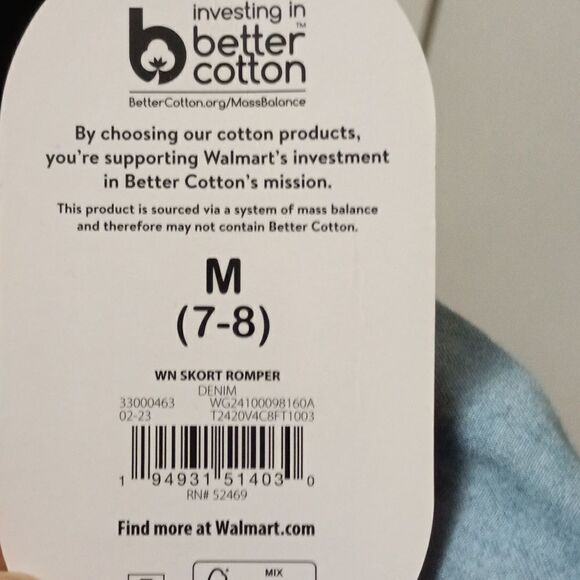 investing in
better™
cotton
BetterCotton.org/MassBalance
By choosing our cotton products,
you're supporting Walmart's investment
in Better Cotton's mission.
This product is sourced via a system of mass balance
and therefore may not contain Better Cotton.
M
(7-8)
WN SKORT ROMPER
DENIM
33000463 WG24100098160A
02-23 T2420V4C8FT1003
1 94931 51403 0
RN# 52469
Find more at Walmart.com
MIX